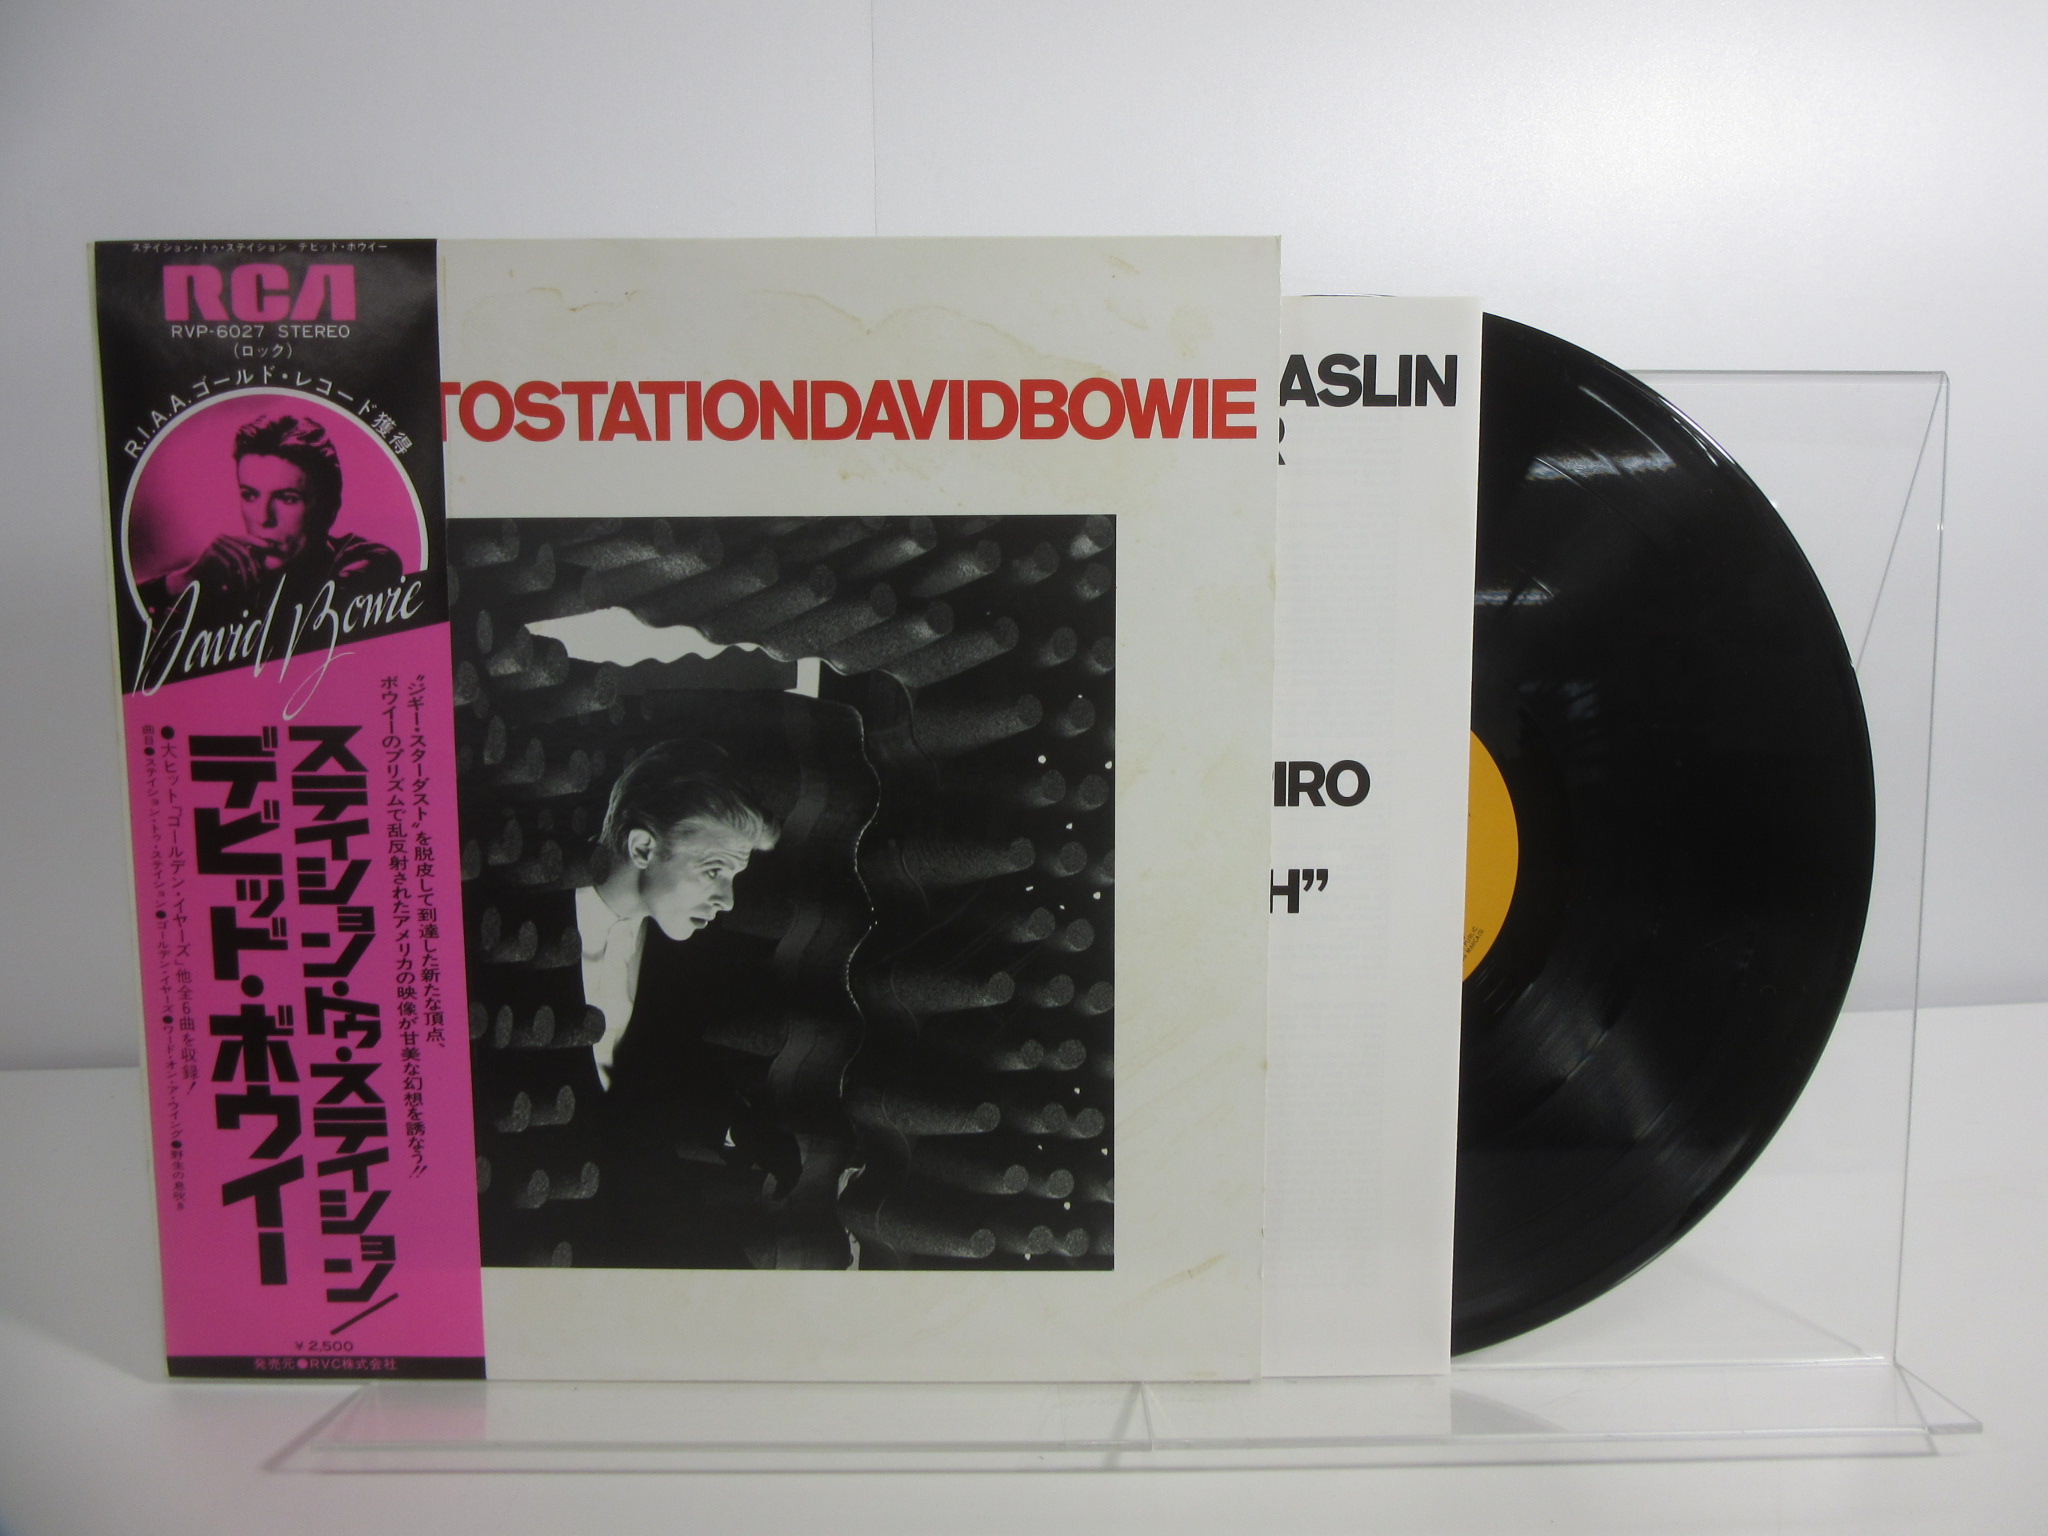 ステイション・トゥ・ステイション デビッド・ボウイー
RCA
RVP-6027 STEREO
(ロック)
R.I.A.A.ゴールド・レコード獲得
David Bowie
“ジギー・スターダスト”を脱皮して到達した新たな頂点、
ボウイーのプリズムで乱反射されたアメリカの映像が甘美な幻想を誘なう!!
ステイション・トゥ・ステイション/
デビッド・ボウイー
●大ヒット「ゴールデン・イヤーズ」他全6曲を収録!
曲目●ステイション・トゥ・ステイション●ゴールデン・イヤーズ●ワード・オン・ア・ウイング●野生の息吹き
¥2,500
発売元●RVC株式会社
TOSTATIONDAVIDBOWIE
ASLIN
R
IRO
H”
PUBLIC